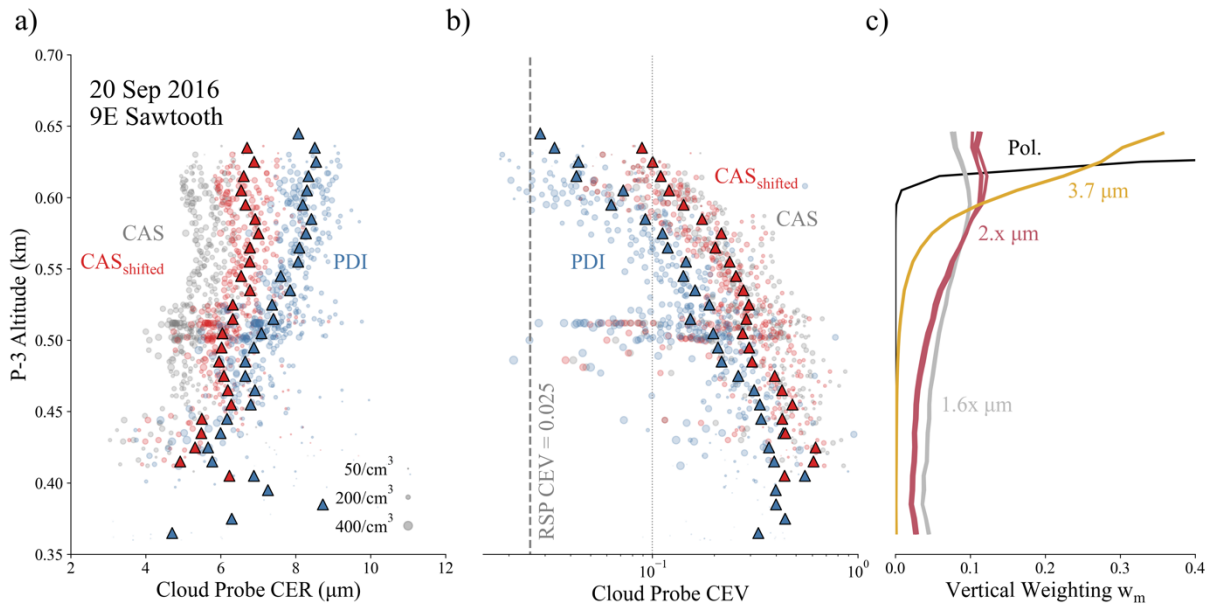 a)
b)
c)
20 Sep 2016
9E Sawtooth
CAS
CAS_shifted
PDI
50/cm³
200/cm³
400/cm³
P-3 Altitude (km)
0.70
0.65
0.60
0.55
0.50
0.45
0.40
0.35
2 4 6 8 10 12
Cloud Probe CER (μm)
CAS_shifted
CAS
PDI
RSP CEV = 0.025
10⁻¹ 10⁰
Cloud Probe CEV
Pol.
3.7 μm
2.x μm
1.6x μm
0.0 0.1 0.2 0.3 0.4
Vertical Weighting w_m